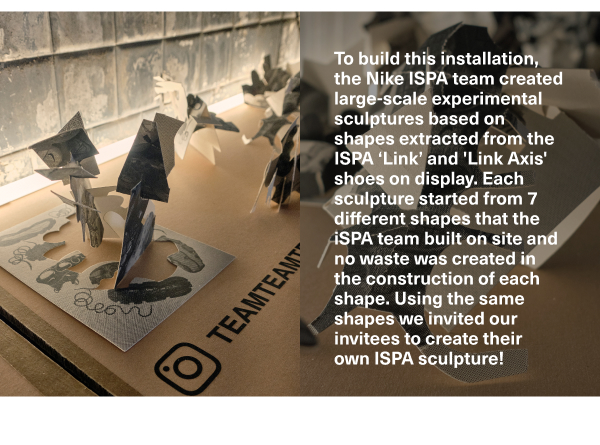 To build this installation,
the Nike ISPA team created
large-scale experimental
sculptures based on
shapes extracted from the
ISPA ‘Link’ and 'Link Axis'
shoes on display. Each
sculpture started from 7
different shapes that the
iSPA team built on site and
no waste was created in
the construction of each
shape. Using the same
shapes we invited our
invitees to create their
own ISPA sculpture!
TEAMTEAMT